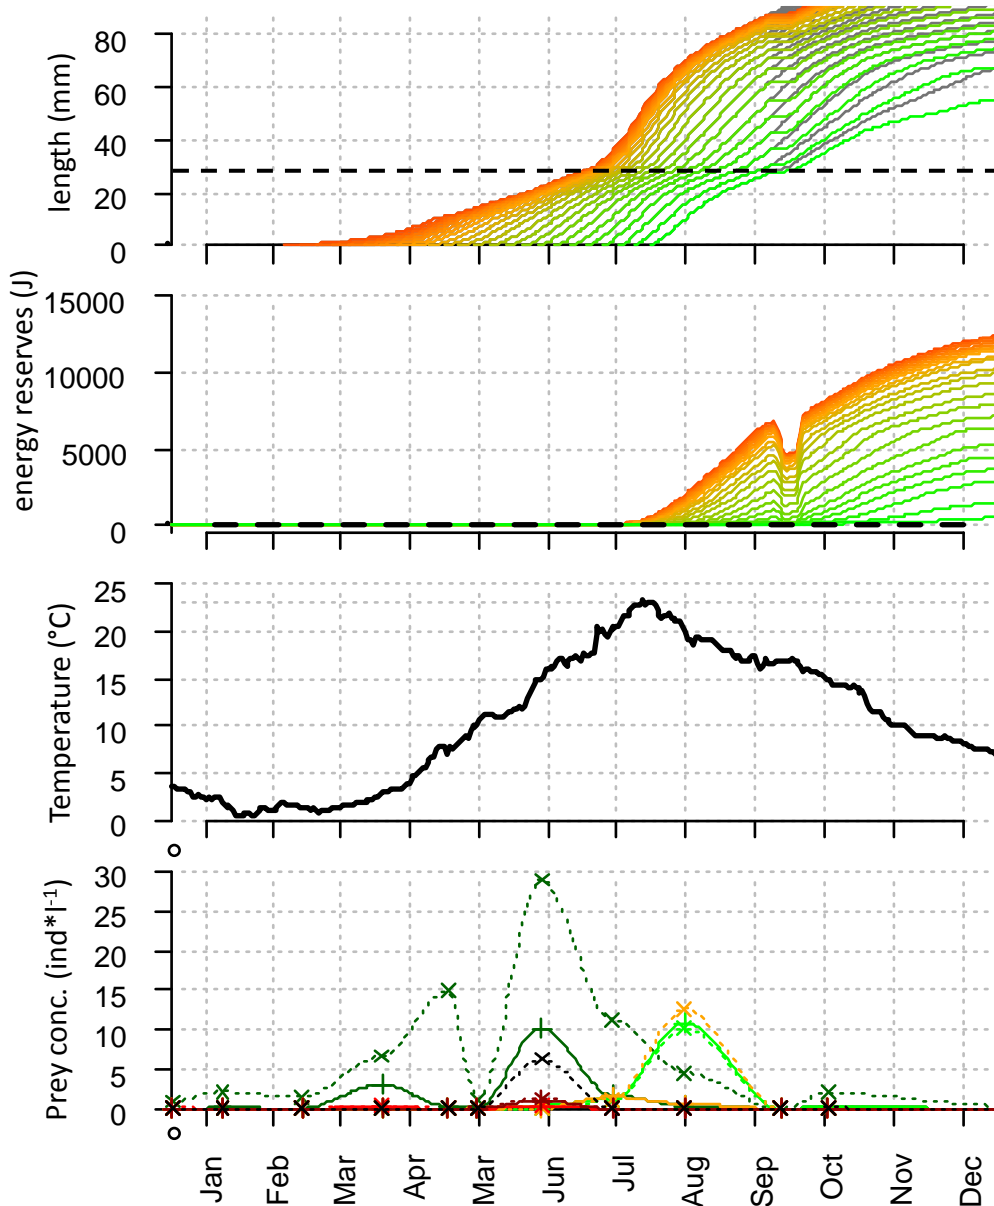 length (mm)
80
60
40
20
0
energy reserves (J)
15000
10000
5000
0
Temperature (°C)
25
20
15
10
5
0
Prey conc. (ind*l⁻¹)
30
25
20
15
10
5
0
Jan
Feb
Mar
Apr
Mar
Jun
Jul
Aug
Sep
Oct
Nov
Dec